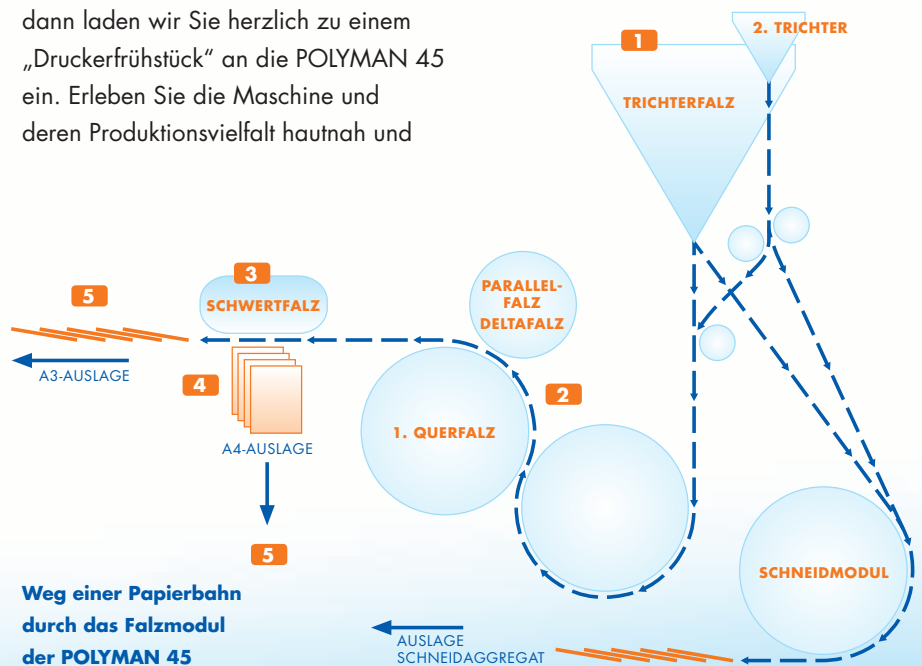 dann laden wir Sie herzlich zu einem
„Druckerfrühstück“ an die POLYMAN 45
ein. Erleben Sie die Maschine und
deren Produktionsvielfalt hautnah und
1
2. TRICHTER
TRICHTERFALZ
3
SCHWERTFALZ
5
PARALLEL-
FALZ
DELTAFALZ
A3-AUSLAGE
4
2
1. QUERFALZ
A4-AUSLAGE
5
SCHNEIDMODUL
Weg einer Papierbahn
durch das Falzmodul
der POLYMAN 45
AUSLAGE
SCHNEIDAGGREGAT